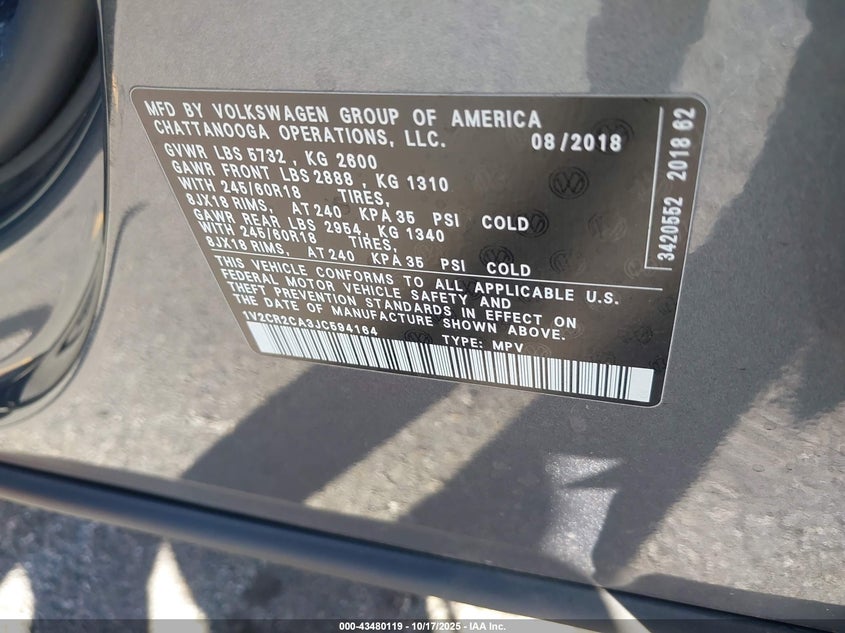 MFD BY VOLKSWAGEN GROUP OF AMERICA
CHATTANOOGA OPERATIONS, LLC.
08/2018
GVWR LBS 5732 , KG 2600
GAWR FRONT LBS 2888 , KG 1310
WITH 245/60R18 TIRES,
8JX18 RIMS, AT 240 KPA 35 PSI COLD
GAWR REAR LBS 2954, KG 1340
WITH 245/60R18 TIRES,
8JX18 RIMS, AT 240 KPA 35 PSI COLD
THIS VEHICLE CONFORMS TO ALL APPLICABLE U.S.
FEDERAL MOTOR VEHICLE SAFETY AND
THEFT PREVENTION STANDARDS IN EFFECT ON
THE DATE OF MANUFACTURE SHOWN ABOVE.
1V2CR2CA3JC594164 TYPE: MPV
3420552 2018 62
000-43480119 | 10/17/2025 | IAA Inc.